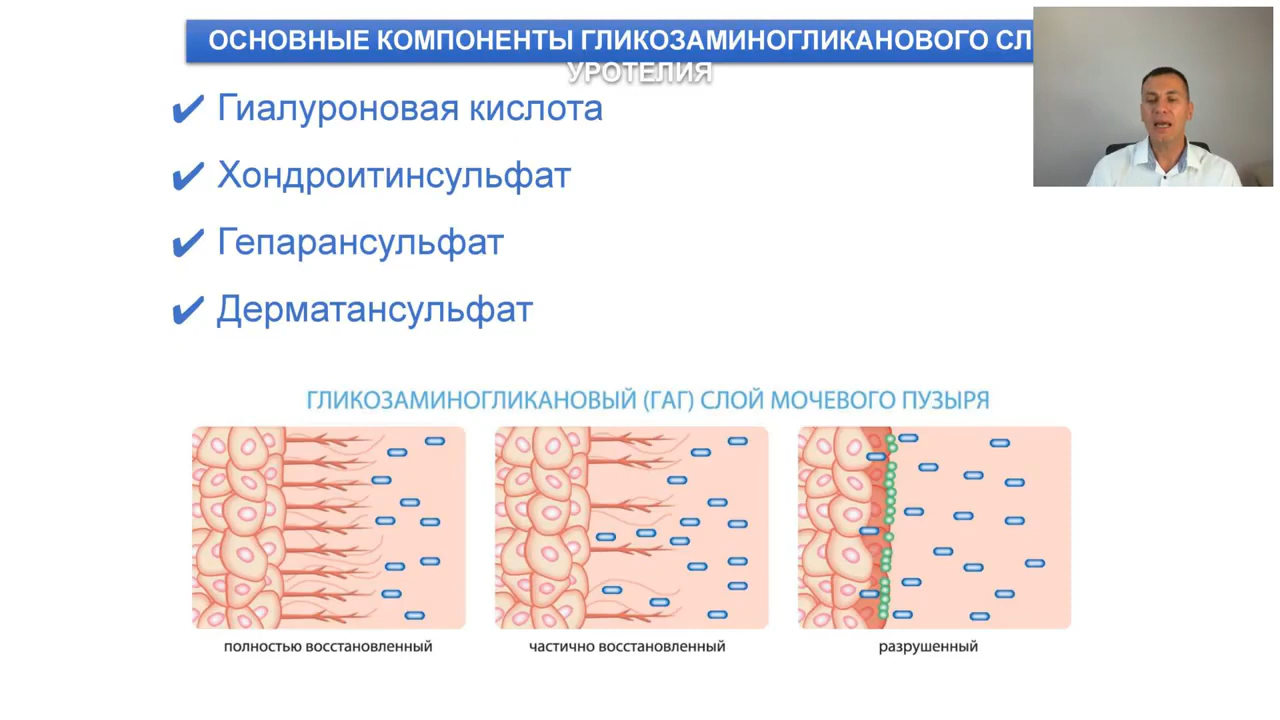 ОСНОВНЫЕ КОМПОНЕНТЫ ГЛИКОЗАМИНОГЛИКАНОВОГО
УРОТЕЛИЯ
✔ Гиалуроновая кислота
✔ Хондроитинсульфат
✔ Гепарансульфат
✔ Дерматансульфат
ГЛИКОЗАМИНОГЛИКАНОВЫЙ (ГАГ) СЛОЙ МОЧЕВОГО ПУЗЫРЯ
полностью восстановленный
частично восстановленный
разрушенный